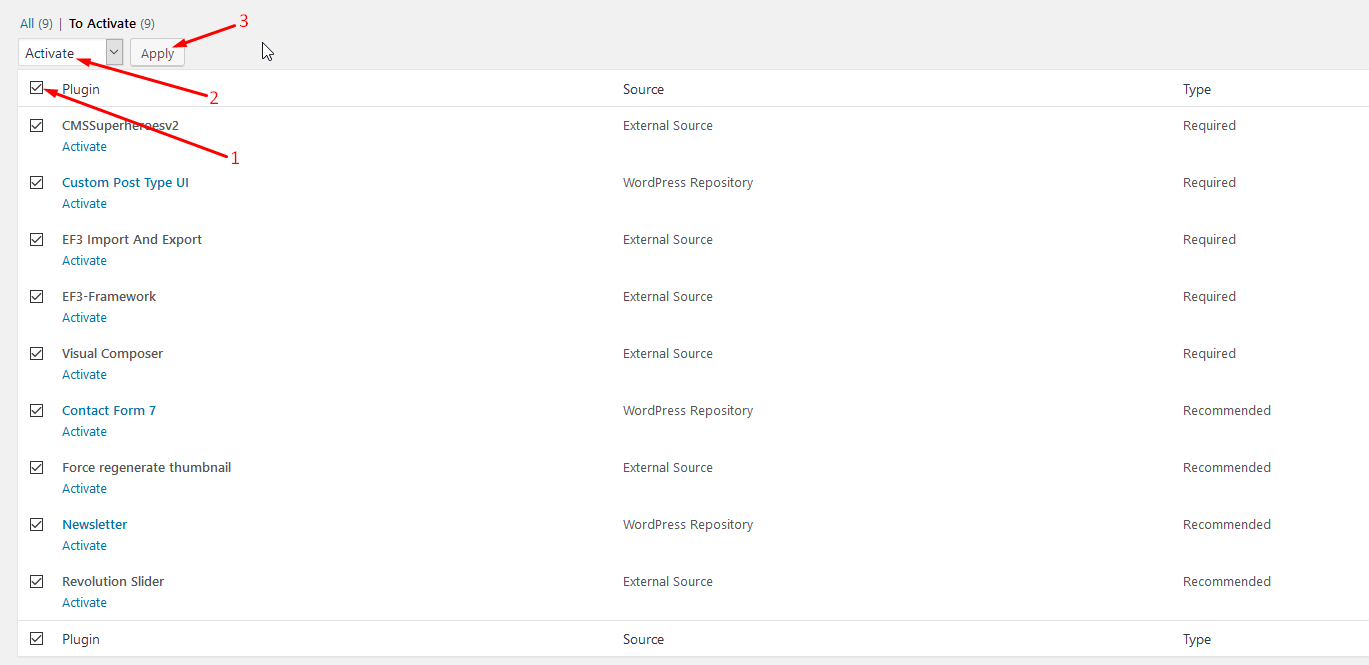 All (9) | To Activate (9)
3
Activate Apply
2
Plugin Source Type
CMSSuperheroesv2 External Source Required
Activate
1
Custom Post Type UI WordPress Repository Required
Activate
EF3 Import And Export External Source Required
Activate
EF3-Framework External Source Required
Activate
Visual Composer External Source Required
Activate
Contact Form 7 WordPress Repository Recommended
Activate
Force regenerate thumbnail External Source Recommended
Activate
Newsletter WordPress Repository Recommended
Activate
Revolution Slider External Source Recommended
Activate
Plugin Source Type